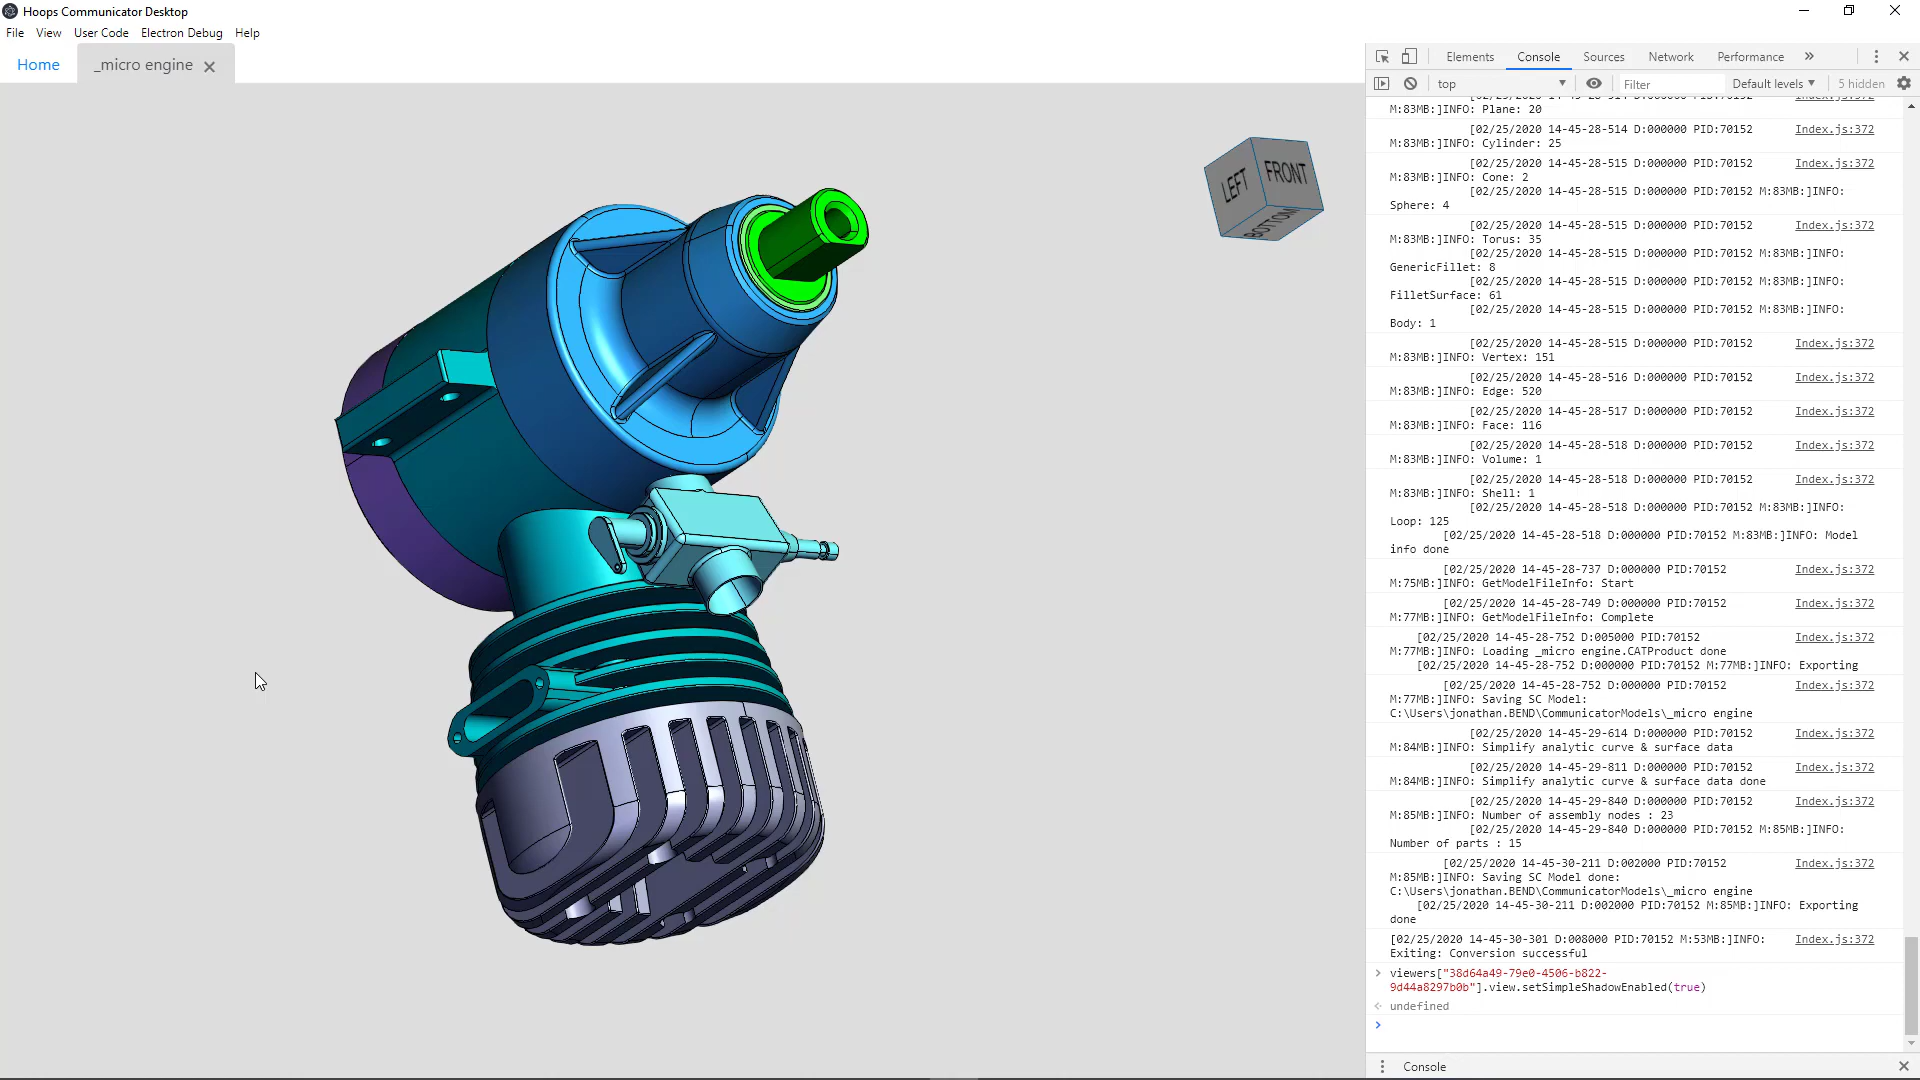 Hoops Communicator Desktop
File View User Code Electron Debug Help
Home _micro engine
LEFT FRONT
BOTTOM
Elements Console Sources Network Performance »
top Filter Default levels ▼ 5 hidden
M:83MB:]INFO: Plane: 20
[02/25/2020 14-45-28-514 D:000000 PID:70152 Index.js:372
M:83MB:]INFO: Cylinder: 25
[02/25/2020 14-45-28-515 D:000000 PID:70152 Index.js:372
M:83MB:]INFO: Cone: 2
[02/25/2020 14-45-28-515 D:000000 PID:70152 M:83MB:]INFO:
Sphere: 4
[02/25/2020 14-45-28-515 D:000000 PID:70152 Index.js:372
M:83MB:]INFO: Torus: 35
[02/25/2020 14-45-28-515 D:000000 PID:70152 M:83MB:]INFO:
GenericFillet: 8
[02/25/2020 14-45-28-515 D:000000 PID:70152 M:83MB:]INFO:
FilletSurface: 61
[02/25/2020 14-45-28-515 D:000000 PID:70152 M:83MB:]INFO:
Body: 1
[02/25/2020 14-45-28-515 D:000000 PID:70152 Index.js:372
M:83MB:]INFO: Vertex: 151
[02/25/2020 14-45-28-516 D:000000 PID:70152 Index.js:372
M:83MB:]INFO: Edge: 520
[02/25/2020 14-45-28-517 D:000000 PID:70152 Index.js:372
M:83MB:]INFO: Face: 116
[02/25/2020 14-45-28-518 D:000000 PID:70152 Index.js:372
M:83MB:]INFO: Volume: 1
[02/25/2020 14-45-28-518 D:000000 PID:70152 Index.js:372
M:83MB:]INFO: Shell: 1
[02/25/2020 14-45-28-518 D:000000 PID:70152 M:83MB:]INFO:
Loop: 125
[02/25/2020 14-45-28-518 D:000000 PID:70152 M:83MB:]INFO: Model
info done
[02/25/2020 14-45-28-737 D:000000 PID:70152 Index.js:372
M:75MB:]INFO: GetModelFileInfo: Start
[02/25/2020 14-45-28-749 D:000000 PID:70152 Index.js:372
M:77MB:]INFO: GetModelFileInfo: Complete
[02/25/2020 14-45-28-752 D:005000 PID:70152 Index.js:372
M:77MB:]INFO: Loading _micro engine.CATProduct done
[02/25/2020 14-45-28-752 D:000000 PID:70152 M:77MB:]INFO: Exporting
[02/25/2020 14-45-28-752 D:000000 PID:70152 Index.js:372
M:77MB:]INFO: Saving SC Model:
C:\Users\jonathan.BEND\CommunicatorModels\_micro engine
[02/25/2020 14-45-29-614 D:000000 PID:70152 Index.js:372
M:84MB:]INFO: Simplify analytic curve & surface data
[02/25/2020 14-45-29-811 D:000000 PID:70152 Index.js:372
M:84MB:]INFO: Simplify analytic curve & surface data done
[02/25/2020 14-45-29-840 D:000000 PID:70152 Index.js:372
M:85MB:]INFO: Number of assembly nodes : 23
[02/25/2020 14-45-29-840 D:000000 PID:70152 M:85MB:]INFO:
Number of parts : 15
[02/25/2020 14-45-30-211 D:002000 PID:70152 Index.js:372
M:85MB:]INFO: Saving SC Model done:
C:\Users\jonathan.BEND\CommunicatorModels\_micro engine
[02/25/2020 14-45-30-211 D:002000 PID:70152 M:85MB:]INFO: Exporting
done
[02/25/2020 14-45-30-301 D:008000 PID:70152 M:53MB:]INFO: Index.js:372
Exiting: Conversion successful
> viewers["38d64a49-79e0-4506-b822-
9d44a8297b0b"].view.setSimpleShadowEnabled(true)
undefined
>
Console